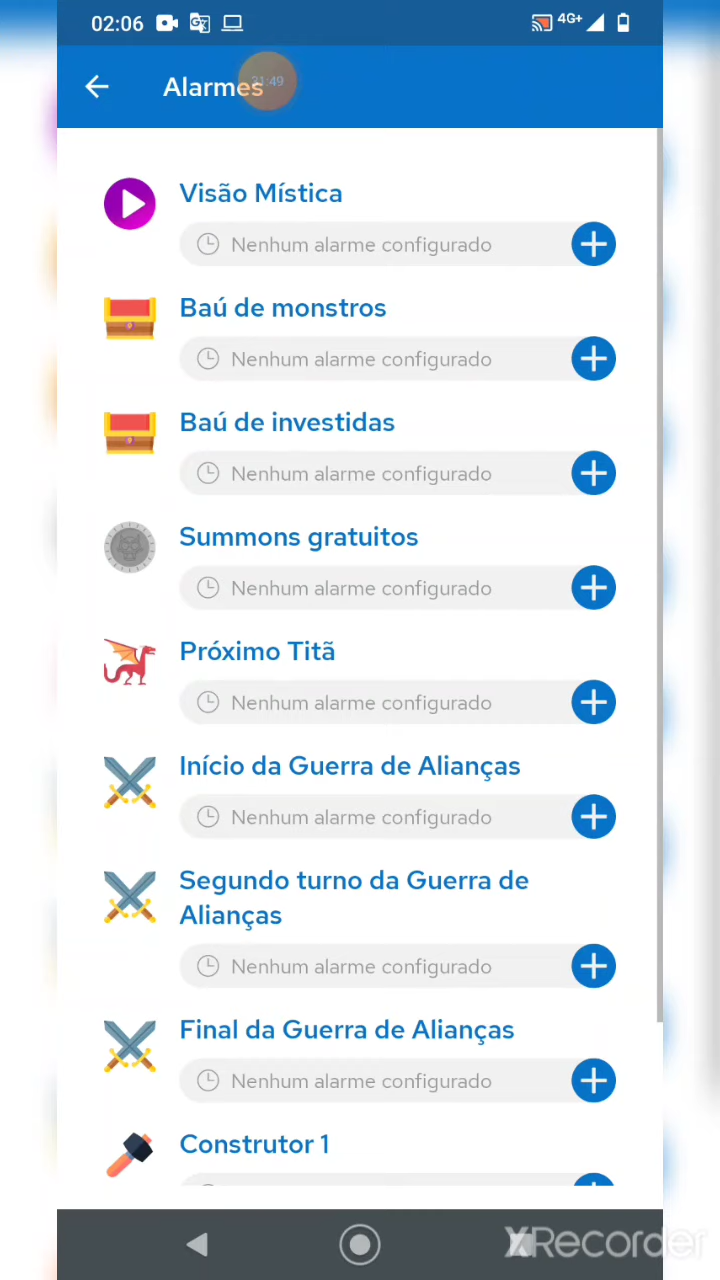 02:06
4G+
Alarmes
21:49
Visão Mística
Nenhum alarme configurado
Baú de monstros
Nenhum alarme configurado
Baú de investidas
Nenhum alarme configurado
Summons gratuitos
Nenhum alarme configurado
Próximo Titã
Nenhum alarme configurado
Início da Guerra de Alianças
Nenhum alarme configurado
Segundo turno da Guerra de
Alianças
Nenhum alarme configurado
Final da Guerra de Alianças
Nenhum alarme configurado
Construtor 1
XRecorder